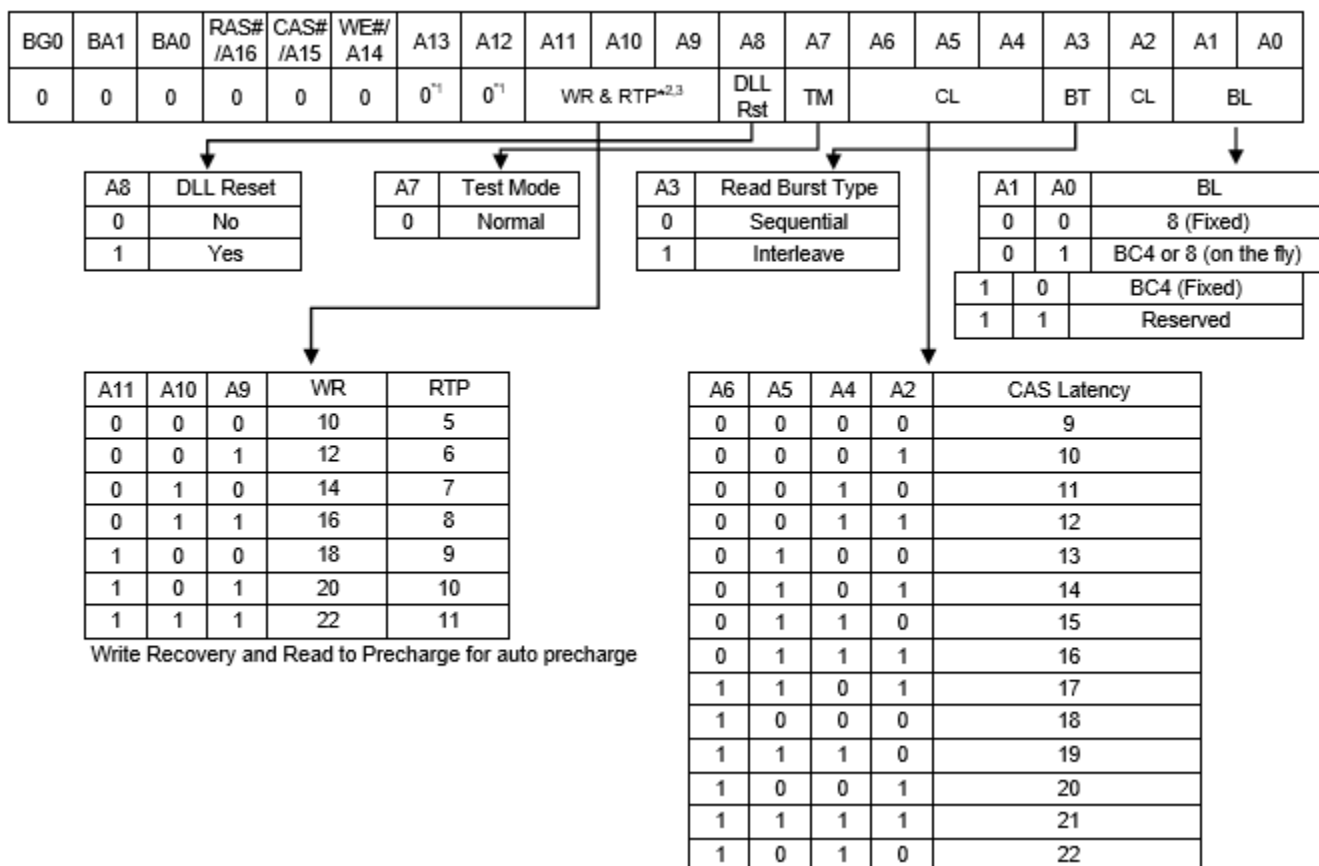 BG0 BA1 BA0 RAS# /A16 CAS# /A15 WE#/ A14 A13 A12 A11 A10 A9 A8 A7 A6 A5 A4 A3 A2 A1 A0
0 0 0 0 0 0 0*1 0*1 WR & RTP*2,3 DLL Rst TM CL BT CL BL
A8 DLL Reset
0 No
1 Yes
A7 Test Mode
0 Normal
A3 Read Burst Type
0 Sequential
1 Interleave
A1 A0 BL
0 0 8 (Fixed)
0 1 BC4 or 8 (on the fly)
1 0 BC4 (Fixed)
1 1 Reserved
A11 A10 A9 WR RTP
0 0 0 10 5
0 0 1 12 6
0 1 0 14 7
0 1 1 16 8
1 0 0 18 9
1 0 1 20 10
1 1 1 22 11
Write Recovery and Read to Precharge for auto precharge
A6 A5 A4 A2 CAS Latency
0 0 0 0 9
0 0 0 1 10
0 0 1 0 11
0 0 1 1 12
0 1 0 0 13
0 1 0 1 14
0 1 1 0 15
0 1 1 1 16
1 1 0 1 17
1 0 0 0 18
1 1 1 0 19
1 0 0 1 20
1 1 1 1 21
1 0 1 0 22